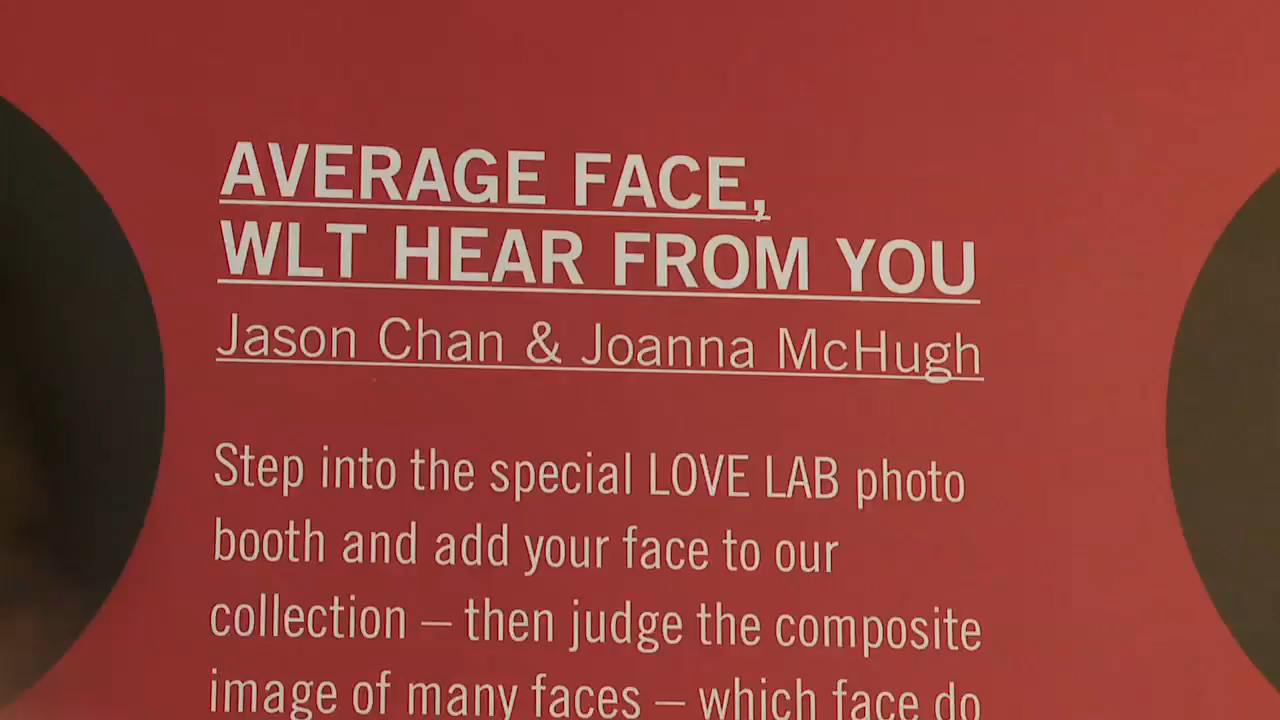 AVERAGE FACE,
WLT HEAR FROM YOU
Jason Chan & Joanna McHugh
Step into the special LOVE LAB photo
booth and add your face to our
collection – then judge the composite
image of many faces – which face do